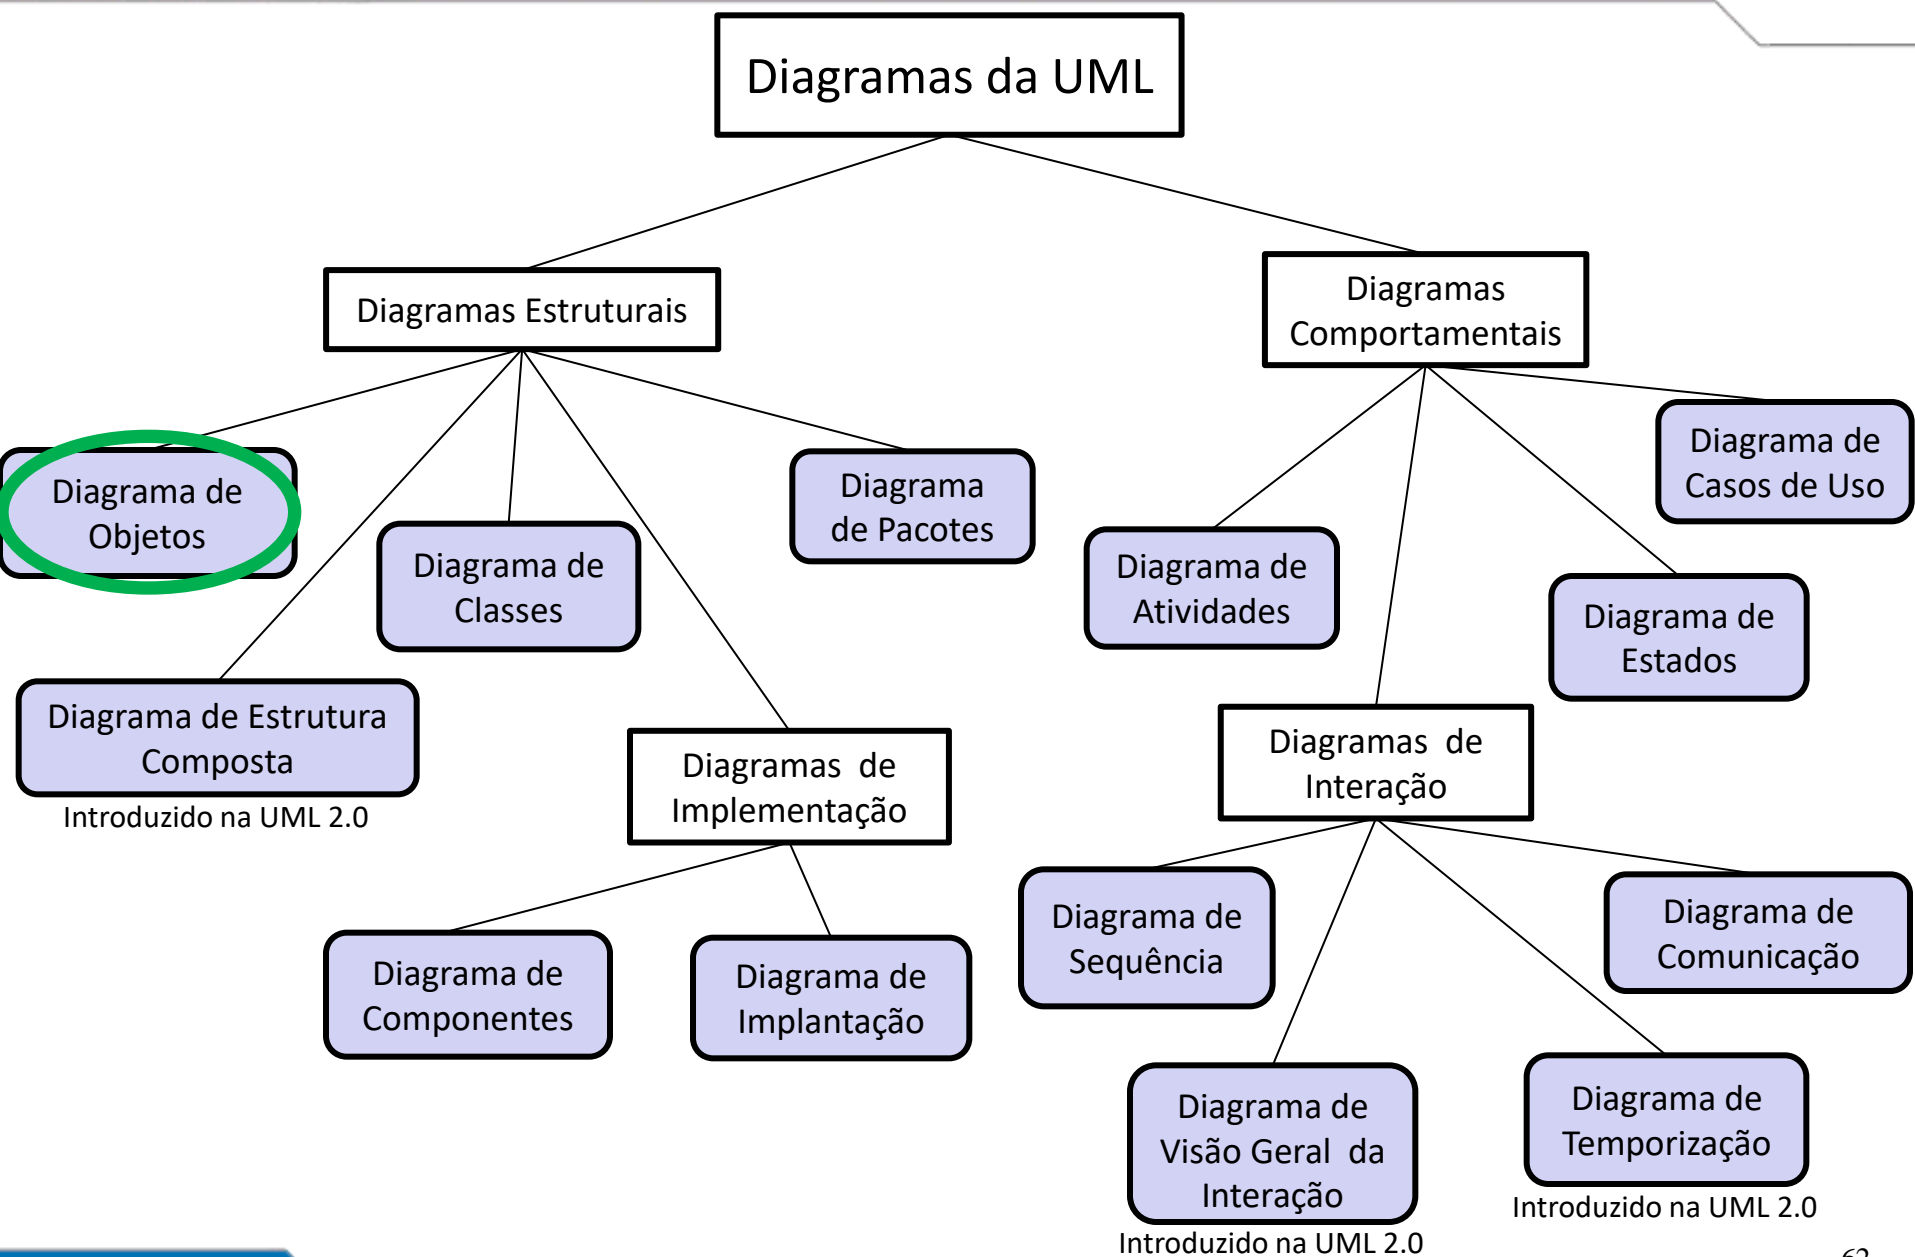 Diagramas da UML
Diagramas Estruturais
Diagramas
Comportamentais
Diagrama de
Objetos
Diagrama de
Classes
Diagrama
de Pacotes
Diagrama de
Atividades
Diagrama de
Casos de Uso
Diagrama de
Estados
Diagrama de Estrutura
Composta
Introduzido na UML 2.0
Diagramas de
Implementação
Diagramas de
Interação
Diagrama de
Componentes
Diagrama de
Implantação
Diagrama de
Sequência
Diagrama de
Comunicação
Diagrama de
Visão Geral da
Interação
Introduzido na UML 2.0
Diagrama de
Temporização
Introduzido na UML 2.0